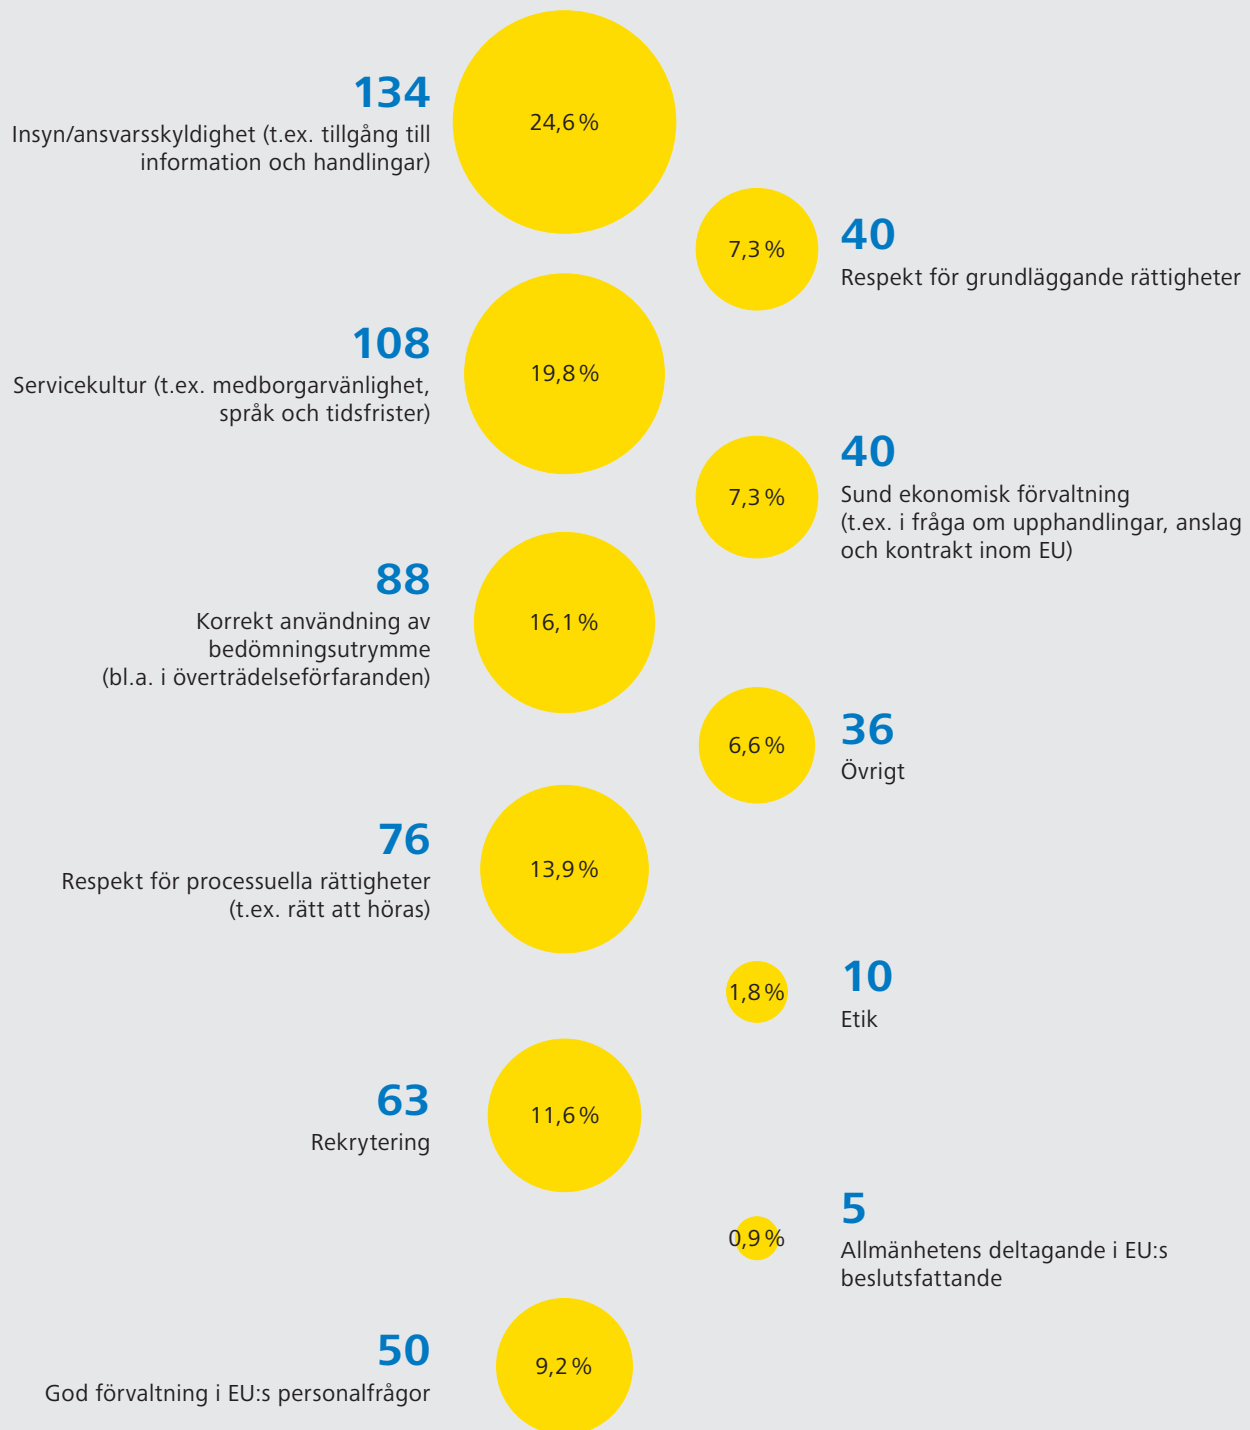 134
Insyn/ansvarsskyldighet (t.ex. tillgång till
information och handlingar)
24,6 %
7,3 %
40
Respekt för grundläggande rättigheter
108
Servicekultur (t.ex. medborgarvänlighet,
språk och tidsfrister)
19,8 %
7,3 %
40
Sund ekonomisk förvaltning
(t.ex. i fråga om upphandlingar, anslag
och kontrakt inom EU)
88
Korrekt användning av
bedömningsutrymme
(bl.a. i överträdelseförfaranden)
16,1 %
6,6 %
36
Övrigt
76
Respekt för processuella rättigheter
(t.ex. rätt att höras)
13,9 %
1,8 %
10
Etik
63
Rekrytering
11,6 %
0,9 %
5
Allmänhetens deltagande i EU:s
beslutsfattande
50
God förvaltning i EU:s personalfrågor
9,2 %